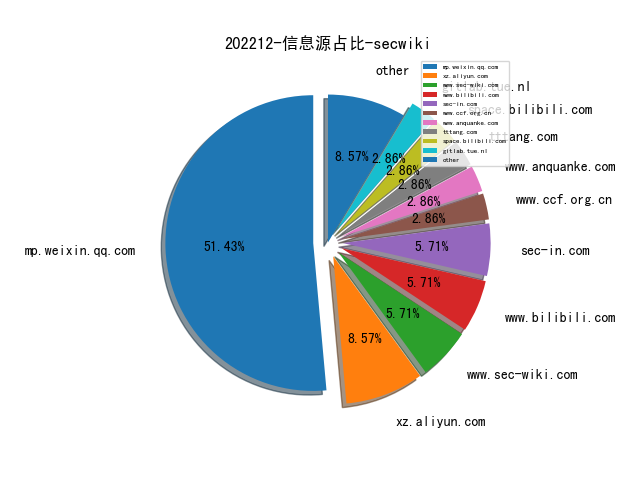 202212-信息源占比-secwiki
other
mp.weixin.qq.com
xz.aliyun.com
www.sec-wiki.com
www.bilibili.com
sec-in.com
www.ccf.org.cn
www.anquanke.com
tttang.com
space.bilibili.com
gitlab.tue.nl
other
gitlab.tue.nl
space.bilibili.com
tttang.com
www.anquanke.com
www.ccf.org.cn
sec-in.com
www.bilibili.com
www.sec-wiki.com
xz.aliyun.com
mp.weixin.qq.com
8.57%
2.86%
2.86%
2.86%
2.86%
2.86%
5.71%
5.71%
5.71%
8.57%
51.43%